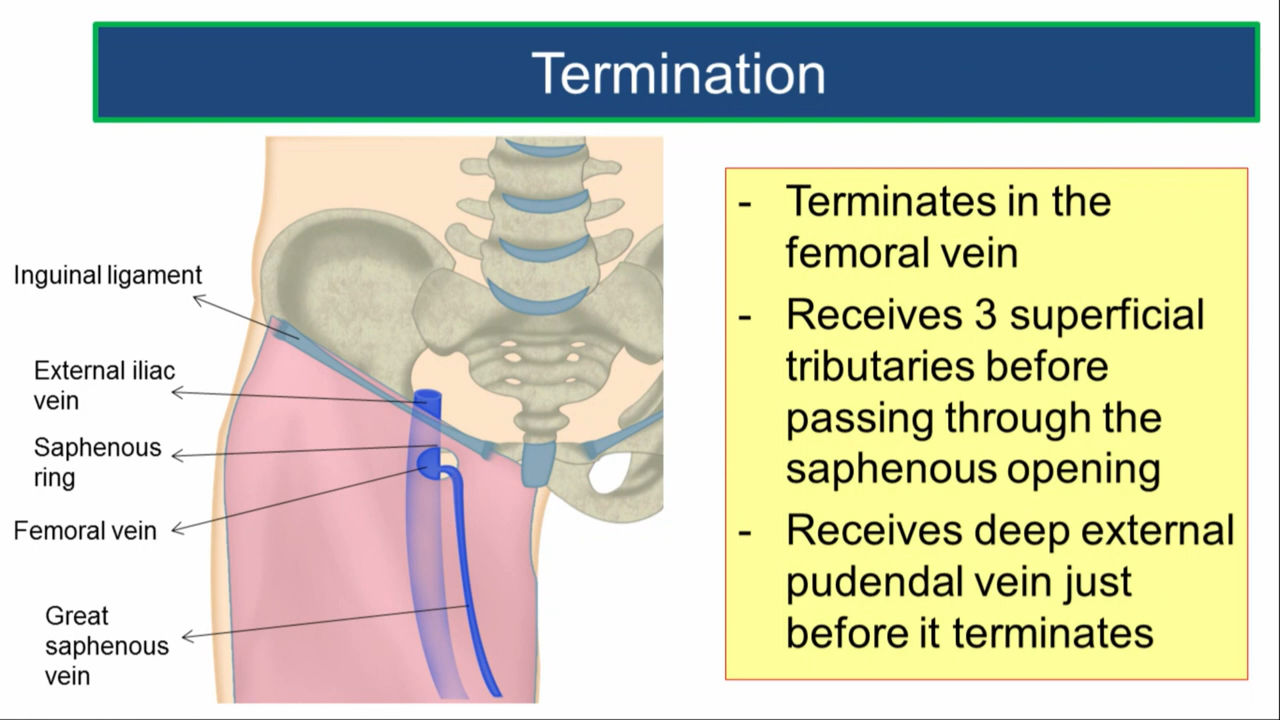 Termination
Inguinal ligament
External iliac
vein
Saphenous
ring
Femoral vein
Great
saphenous
vein
- Terminates in the
femoral vein
- Receives 3 superficial
tributaries before
passing through the
saphenous opening
- Receives deep external
pudendal vein just
before it terminates